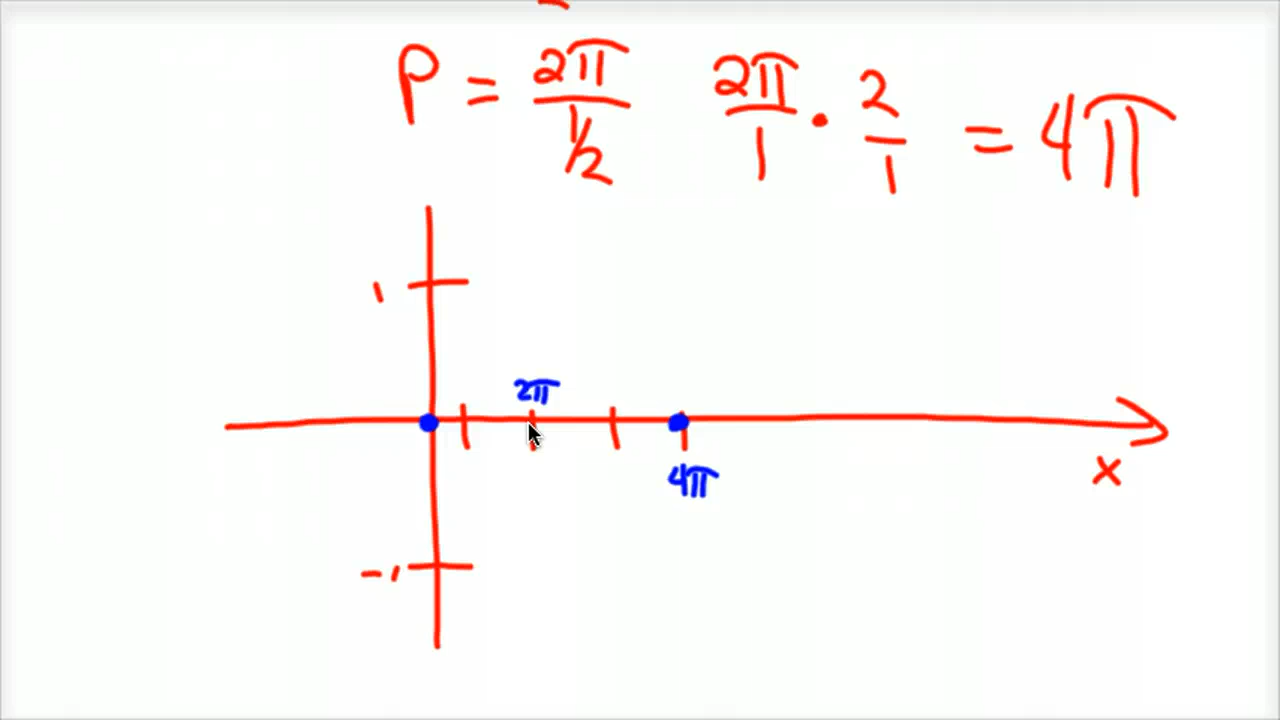 P = 2π / 1/2 2π/1 · 2/1 = 4π
1
2π
4π
x
-1